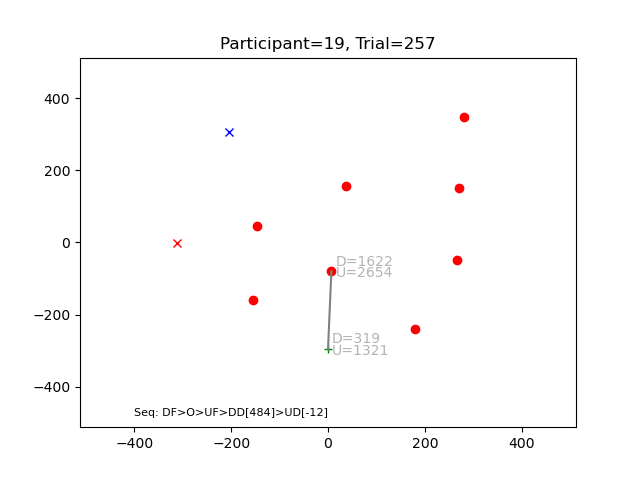 Participant=19, Trial=257
400
200
0
−200
−400
D=1622
U=2654
D=319
U=1321
Seq: DF>O>UF>DD[484]>UD[-12]
−400 −200 0 200 400